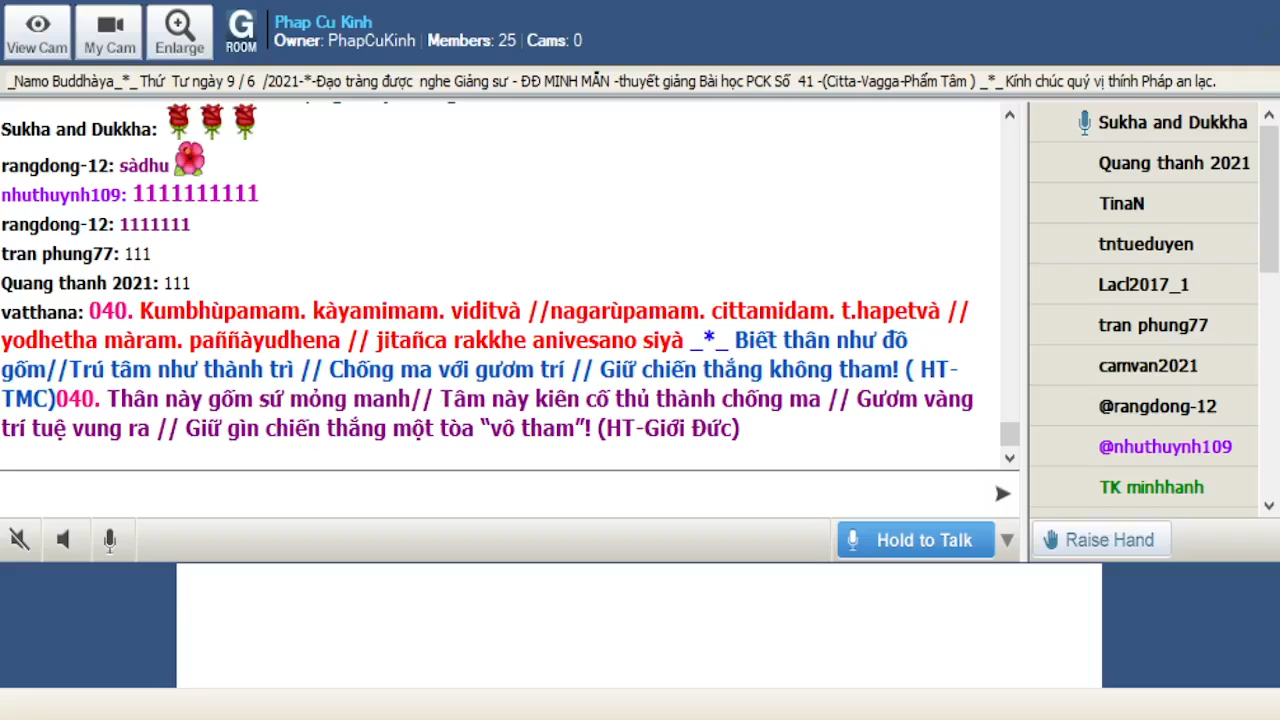 View Cam
My Cam
Enlarge
G
ROOM
Phap Cu Kinh
Owner: PhapCuKinh | Members: 25 | Cams: 0
_Namo Buddhàya_*_Thứ Tư ngày 9 / 6 /2021-*-Đạo tràng được nghe Giảng sư - ĐĐ MINH MẪN -thuyết giảng Bài học PCK Số 41 -(Citta-Vagga-Phẩm Tâm ) _*_Kính chúc quý vị thính Pháp an lạc.
Sukha and Dukkha:
rangdong-12: sàdhu
nhuthuynh109: 1111111111
rangdong-12: 1111111
tran phung77: 111
Quang thanh 2021: 111
vatthana: 040. Kumbhùpamam. kàyamimam. viditvà //nagarùpamam. cittamidam. t.hapetvà //
yodhetha màram. paññàyudhena // jitañca rakkhe anivesano siyà _*_ Biết thân như đồ
gốm//Trú tâm như thành trì // Chống ma với gươm trí // Giữ chiến thắng không tham! ( HT-
TMC)040. Thân này gốm sứ mỏng manh// Tâm này kiên cố thủ thành chống ma // Gươm vàng
trí tuệ vung ra // Giữ gìn chiến thắng một tòa “vô tham”! (HT-Giới Đức)
Sukha and Dukkha
Quang thanh 2021
TinaN
tntueduyen
Lacl2017_1
tran phung77
camvan2021
@rangdong-12
@nhuthuynh109
TK minhhanh
Hold to Talk
Raise Hand